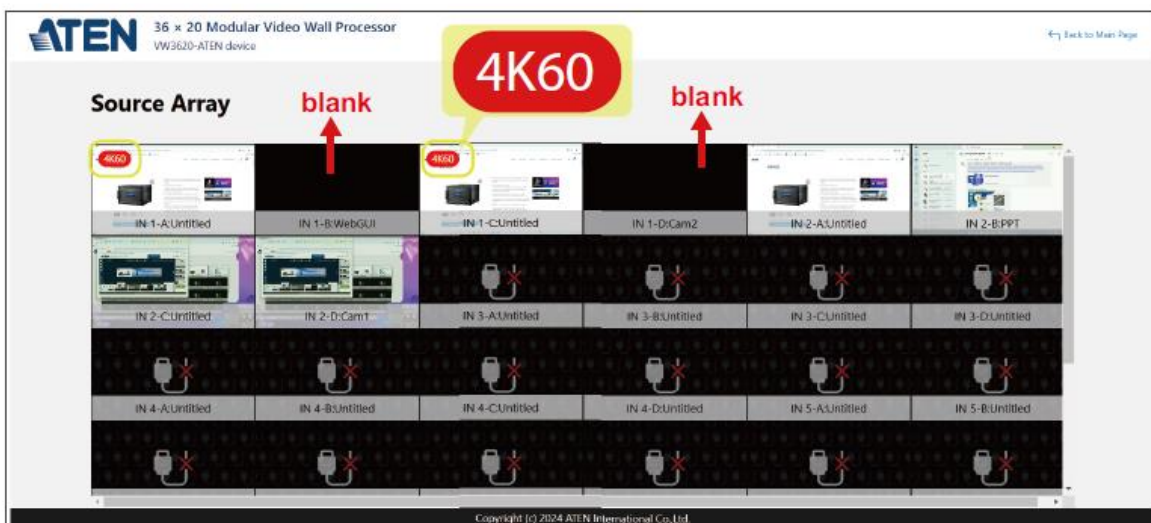 ATEN
36 × 20 Modular Video Wall Processor
VW3620-ATEN device
Back to Main Page
4K60
Source Array
blank
blank
4K60
4K60
IN 1-A:Untitled
IN 1-B:WebGUI
IN 1-C:Untitled
IN 1-D:Cam2
IN 2-A:Untitled
IN 2-B:PPT
IN 2-C:Untitled
IN 2-D:Cam1
IN 3-A:Untitled
IN 3-B:Untitled
IN 3-C:Untitled
IN 3-D:Untitled
IN 4-A:Untitled
IN 4-B:Untitled
IN 4-C:Untitled
IN 4-D:Untitled
IN 5-A:Untitled
IN 5-B:Untitled
Copyright (c) 2024 ATEN International Co.,Ltd.